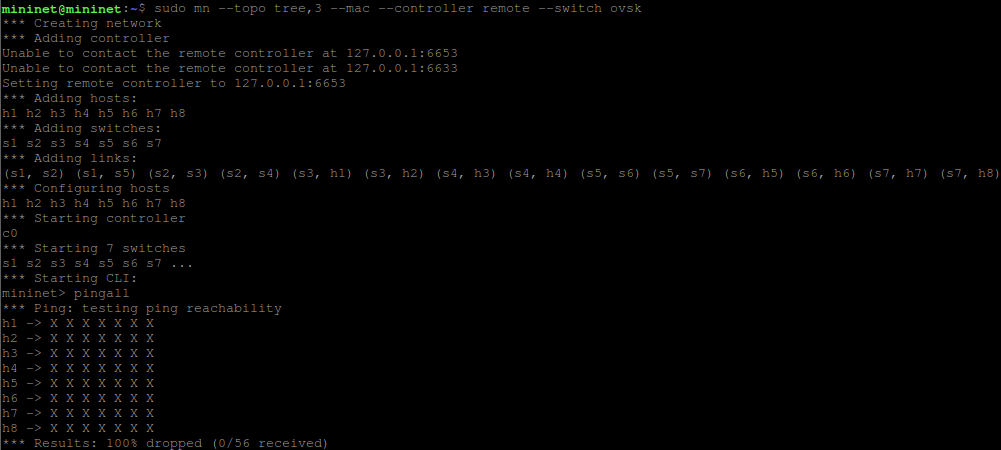 mininet@mininet:~$ sudo mn --topo tree,3 --mac --controller remote --switch ovsk
*** Creating network
*** Adding controller
Unable to contact the remote controller at 127.0.0.1:6653
Unable to contact the remote controller at 127.0.0.1:6633
Setting remote controller to 127.0.0.1:6653
*** Adding hosts:
h1 h2 h3 h4 h5 h6 h7 h8
*** Adding switches:
s1 s2 s3 s4 s5 s6 s7
*** Adding links:
(s1, s2) (s1, s5) (s2, s3) (s2, s4) (s3, h1) (s3, h2) (s4, h3) (s4, h4) (s5, s6) (s5, s7) (s6, h5) (s6, h6) (s7, h7) (s7, h8)
*** Configuring hosts
h1 h2 h3 h4 h5 h6 h7 h8
*** Starting controller
c0
*** Starting 7 switches
s1 s2 s3 s4 s5 s6 s7 ...
*** Starting CLI:
mininet> pingall
*** Ping: testing ping reachability
h1 -> X X X X X X X
h2 -> X X X X X X X
h3 -> X X X X X X X
h4 -> X X X X X X X
h5 -> X X X X X X X
h6 -> X X X X X X X
h7 -> X X X X X X X
h8 -> X X X X X X X
*** Results: 100% dropped (0/56 received)